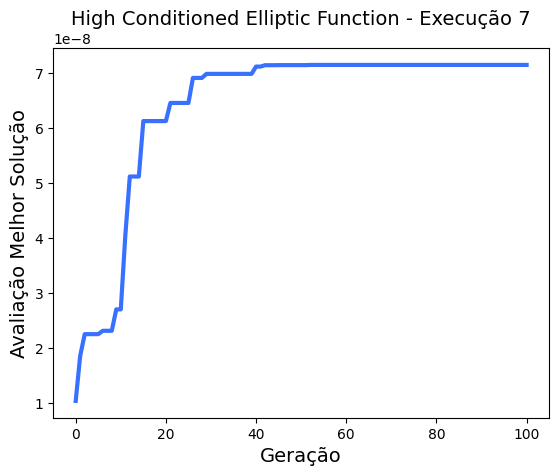 High Conditioned Elliptic Function - Execução 7
1e−8
7
6
5
4
3
2
1
Avaliação Melhor Solução
0 20 40 60 80 100
Geração